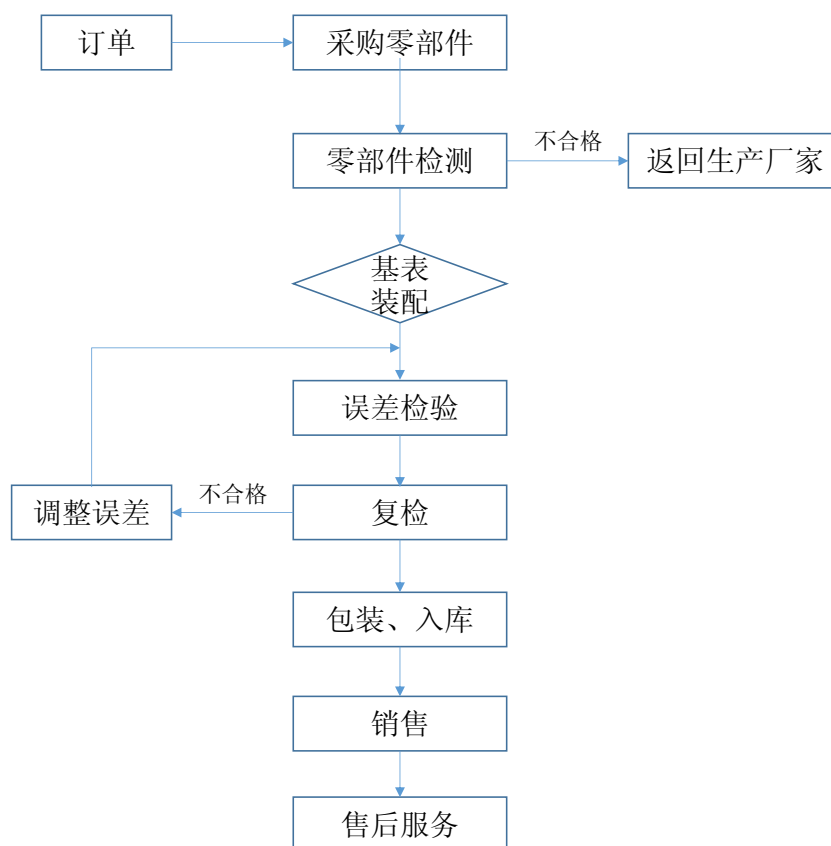 订单
采购零部件
零部件检测
不合格
返回生产厂家
基表
装配
误差检验
调整误差
不合格
复检
包装、入库
销售
售后服务